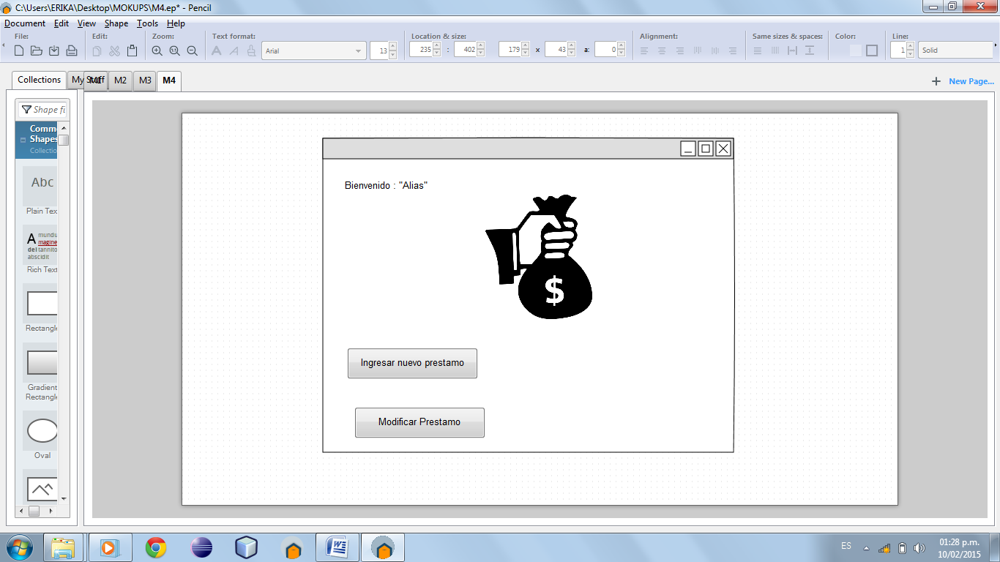 C:\Users\ERIKA\Desktop\MOKUPS\M4.ep* - Pencil
Document Edit View Shape Tools Help
File: Edit: Zoom: Text format: Location & size: Alignment: Same sizes & spaces: Color: Line:
Arial 13 235 : 402 179 x 43 a: 0 1 Solid
Collections My Stuff M1 M2 M3 M4 New Page...
Shape fi
Comm
Shapes
Collectio
Abc
Plain Tex
A mundu
magine
del tannito
abscidit
Rich Text
Rectangle
Gradient
Rectangle
Oval
Bienvenido : "Alias"
$
Ingresar nuevo prestamo
Modificar Prestamo
ES
01:28 p.m.
10/02/2015